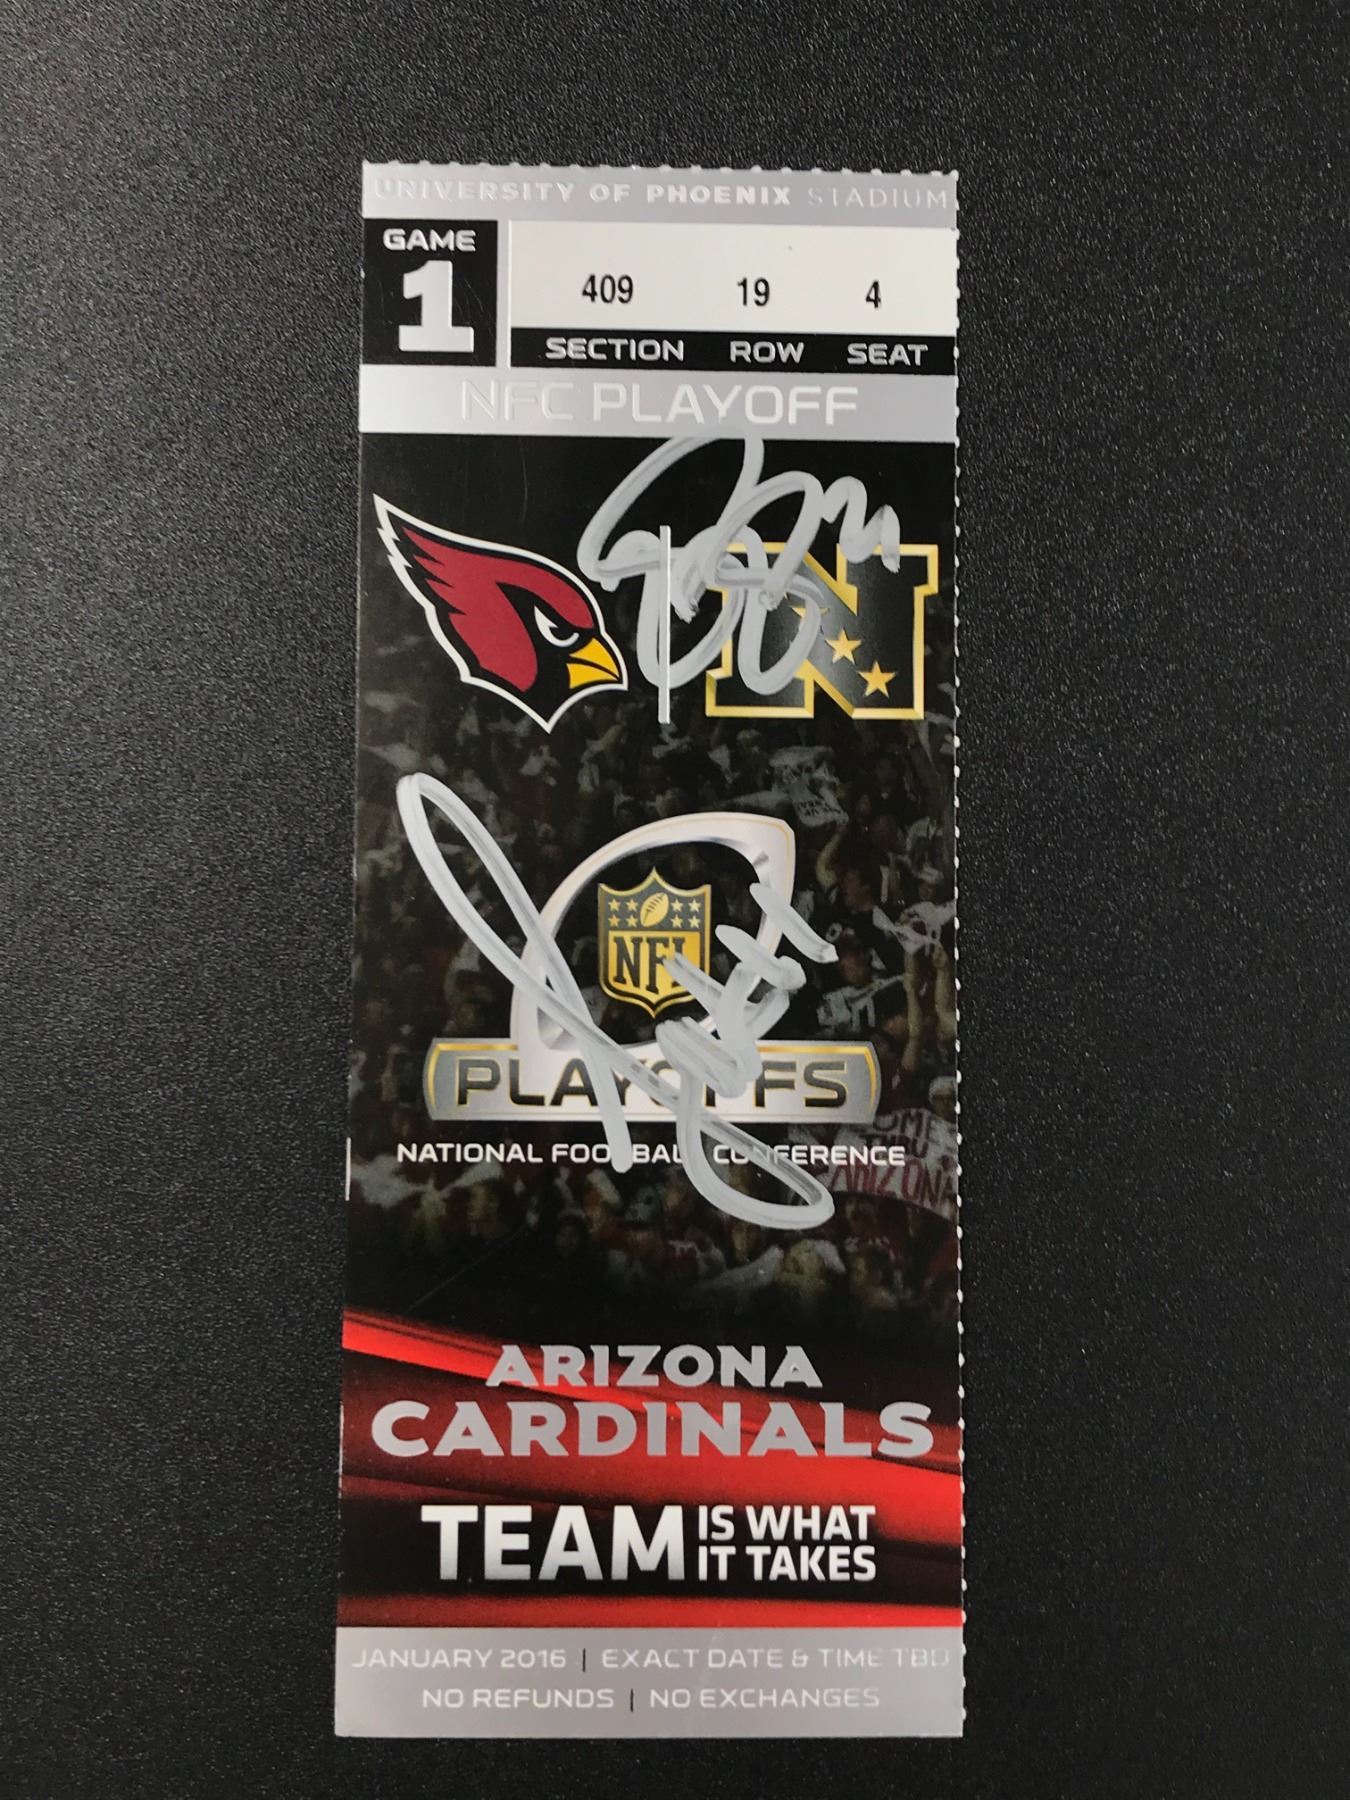 UNIVERSITY OF PHOENIX STADIUM
GAME
1
409 19 4
SECTION ROW SEAT
NFC PLAYOFF
N
NFL
PLAYOFFS
NATIONAL FOOTBALL CONFERENCE
ARIZONA
ARIZONA
CARDINALS
TEAM IS WHAT
IT TAKES
JANUARY 2016 | EXACT DATE & TIME TBD
NO REFUNDS | NO EXCHANGES